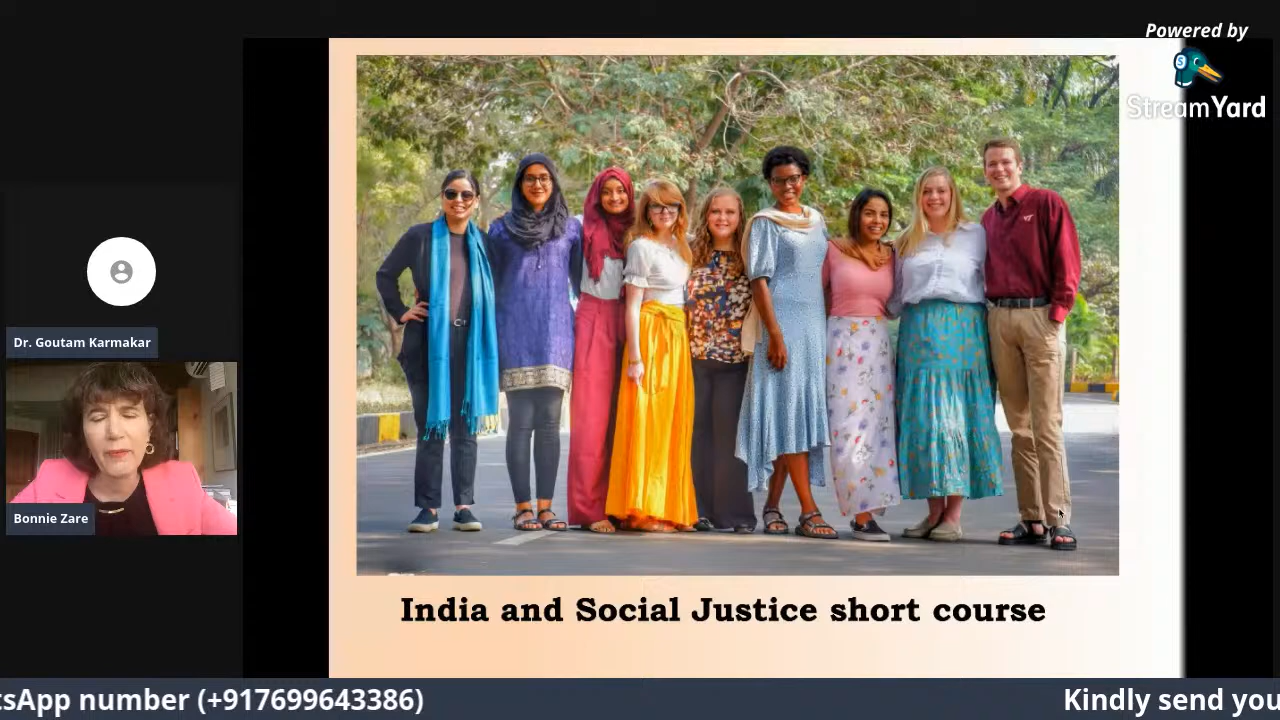 Powered by
StreamYard
Dr. Goutam Karmakar
Bonnie Zare
India and Social Justice short course
tsApp number (+917699643386)
Kindly send you